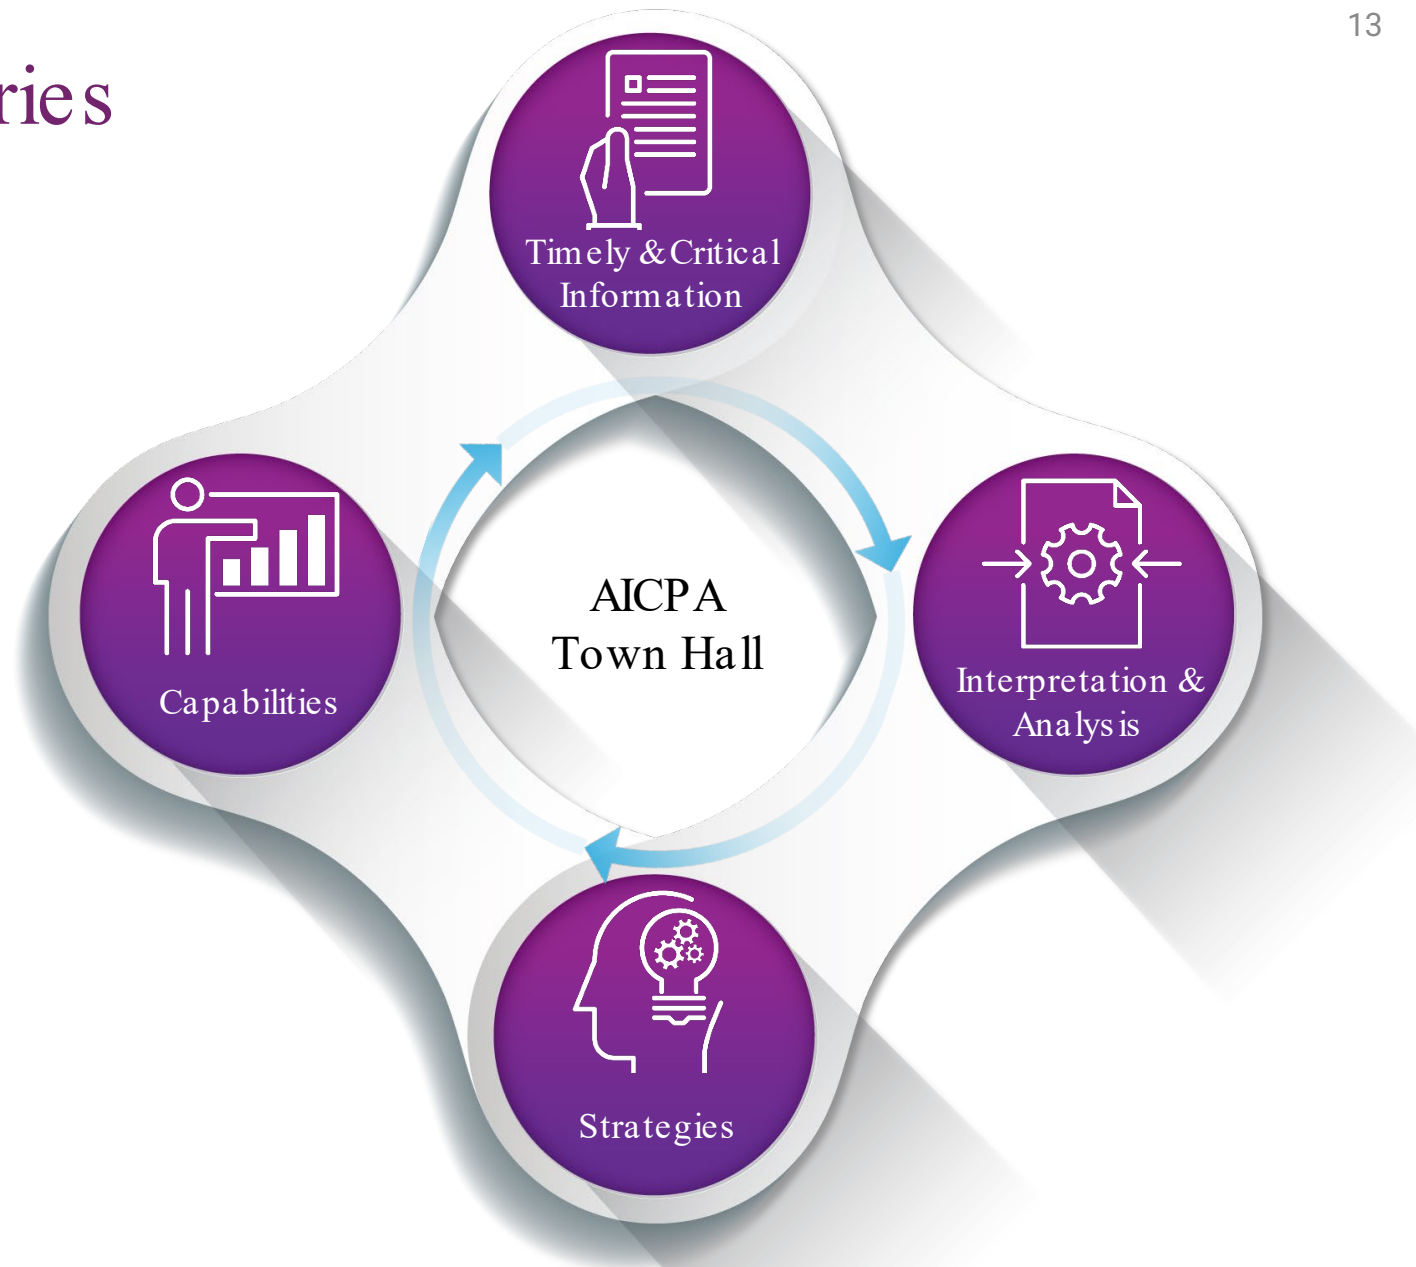 13
ries
Timely & Critical
Information
AICPA
Town Hall
Capabilities
Interpretation &
Analysis
Strategies